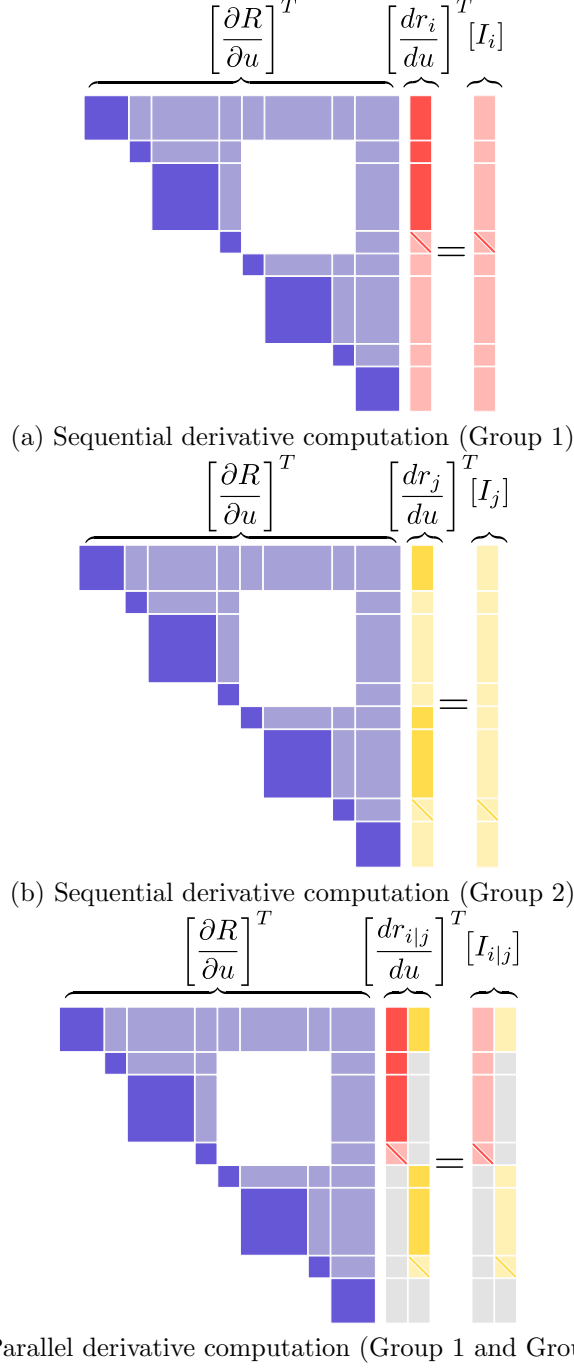 [∂R/∂u]^T [dr_i/du]^T [I_i]
=
(a) Sequential derivative computation (Group 1)
[∂R/∂u]^T [dr_j/du]^T [I_j]
=
(b) Sequential derivative computation (Group 2)
[∂R/∂u]^T [dr_{i|j}/du]^T [I_{i|j}]
=
Parallel derivative computation (Group 1 and Grou